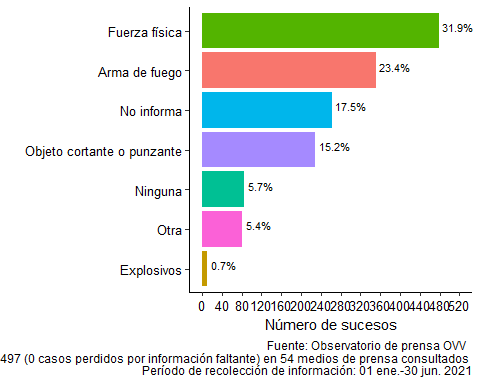 Fuerza física
31.9%
Arma de fuego
23.4%
No informa
17.5%
Objeto cortante o punzante
15.2%
Ninguna
5.7%
Otra
5.4%
Explosivos
0.7%
0 40 80 120 160 200 240 280 320 360 400 440 480 520
Número de sucesos
Fuente: Observatorio de prensa OVV
497 (0 casos perdidos por información faltante) en 54 medios de prensa consultados
Período de recolección de información: 01 ene.-30 jun. 2021